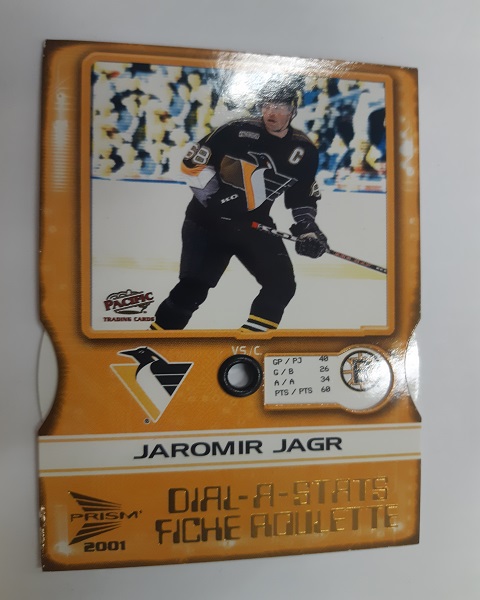 C
68
PACIFIC
TRADING CARDS
VS/C
GP / PJ 40
G / B 26
A / A 34
PTS / PTS 60
B
JAROMIR JAGR
PRISM
2001
DIAL-A-STATS
FICHE ROULETTE